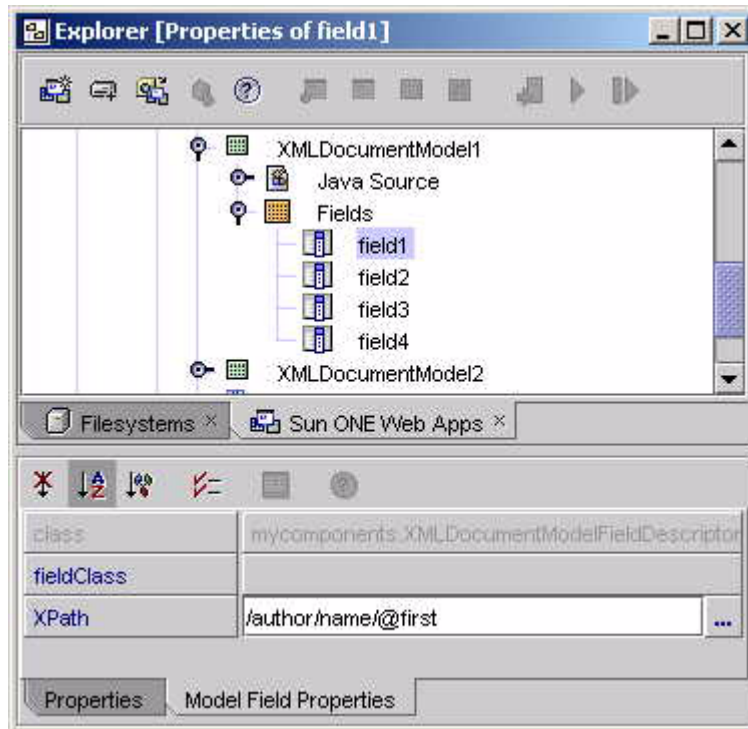 Explorer [Properties of field1]
XMLDocumentModel1
Java Source
Fields
field1
field2
field3
field4
XMLDocumentModel2
Filesystems × Sun ONE Web Apps ×
class mycomponents.XMLDocumentModelFieldDescriptor
fieldClass
XPath /author/name/@first ...
Properties Model Field Properties